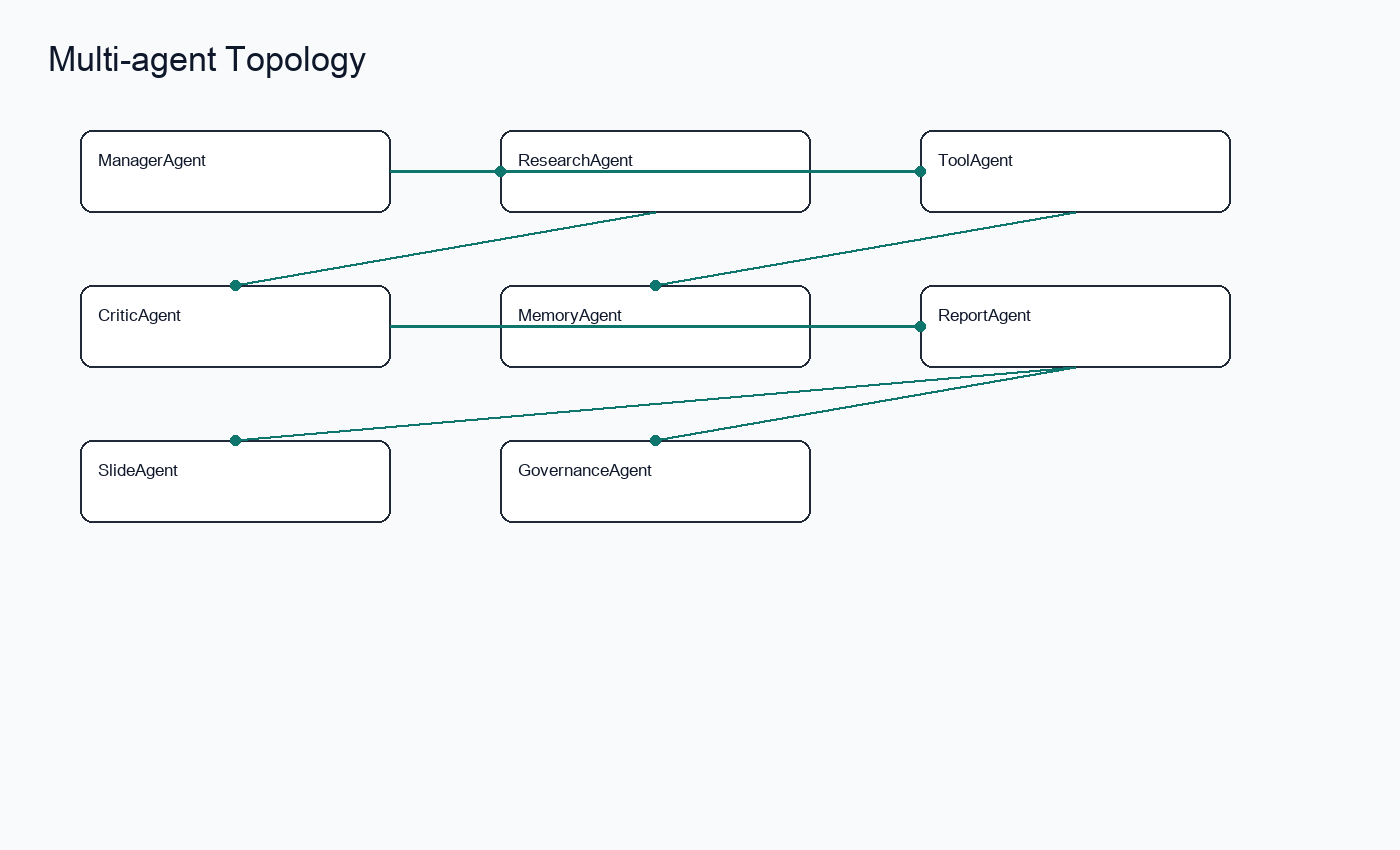 Multi-agent Topology
ManagerAgent
ResearchAgent
ToolAgent
CriticAgent
MemoryAgent
ReportAgent
SlideAgent
GovernanceAgent